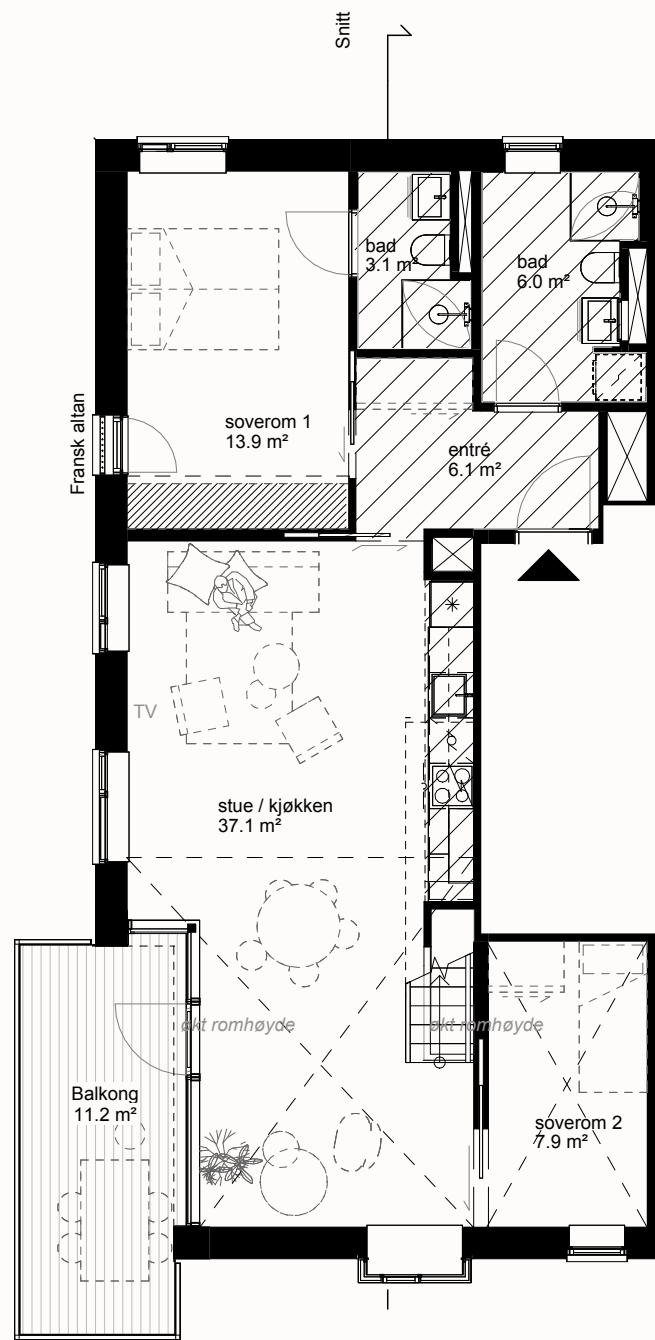 Snitt
bad
3.1 m²
bad
6.0 m²
Fransk altan
soverom 1
13.9 m²
entré
6.1 m²
TV
stue / kjøkken
37.1 m²
økt romhøyde
økt romhøyde
Balkong
11.2 m²
soverom 2
7.9 m²